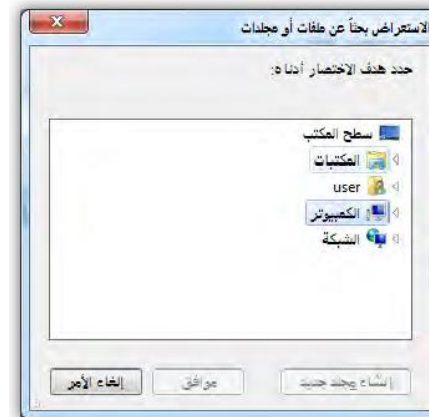 الاستعراض بحثاً عن ملفات أو مجلدات
حدد هدف الاختصار أدناه:
سطح المكتب
المكتبات
user
الكمبيوتر
الشبكة
إنشاء مجلد جديد
موافق
إلغاء الأمر